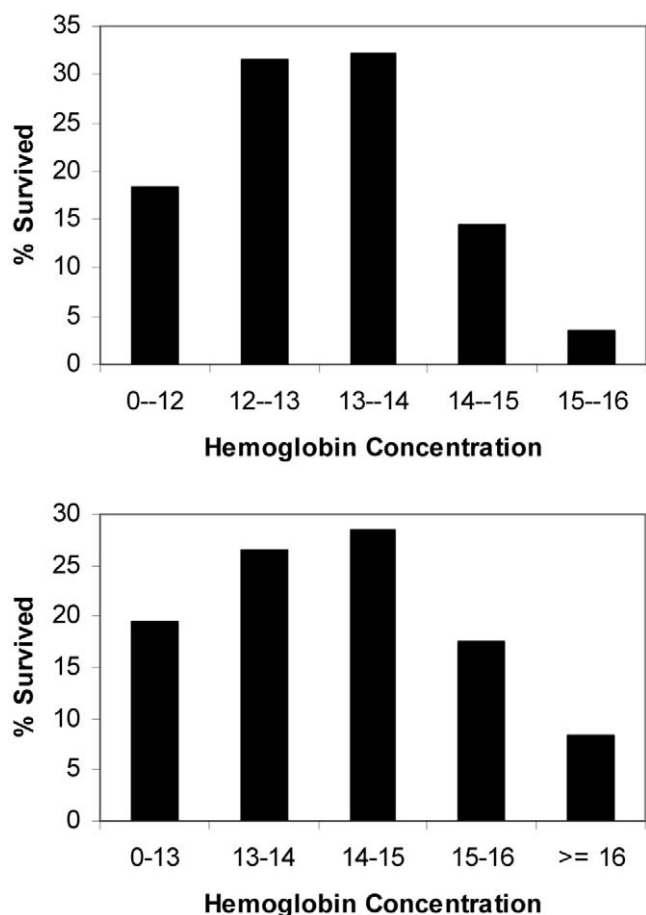 35
30
25
20
15
10
5
0
% Survived
0--12 12--13 13--14 14--15 15--16
Hemoglobin Concentration
30
25
20
15
10
5
0
% Survived
0-13 13-14 14-15 15-16 >= 16
Hemoglobin Concentration